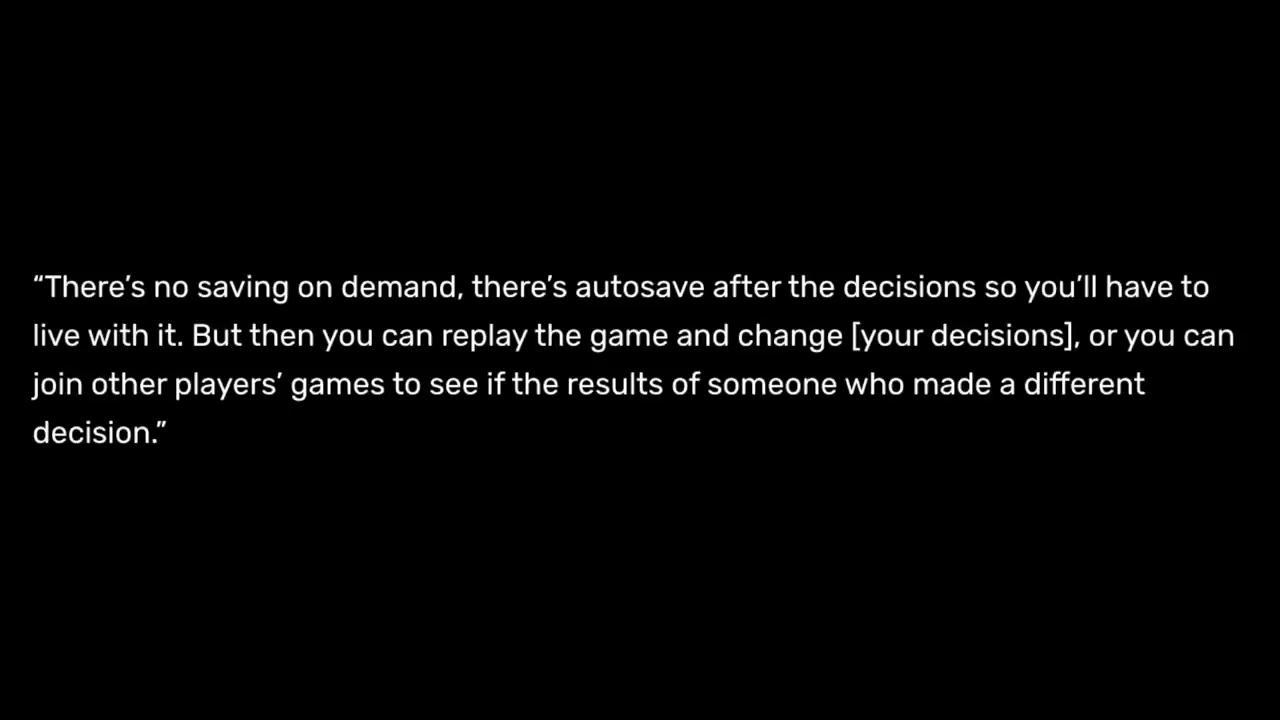 “There’s no saving on demand, there’s autosave after the decisions so you’ll have to
live with it. But then you can replay the game and change [your decisions], or you can
join other players’ games to see if the results of someone who made a different
decision.”